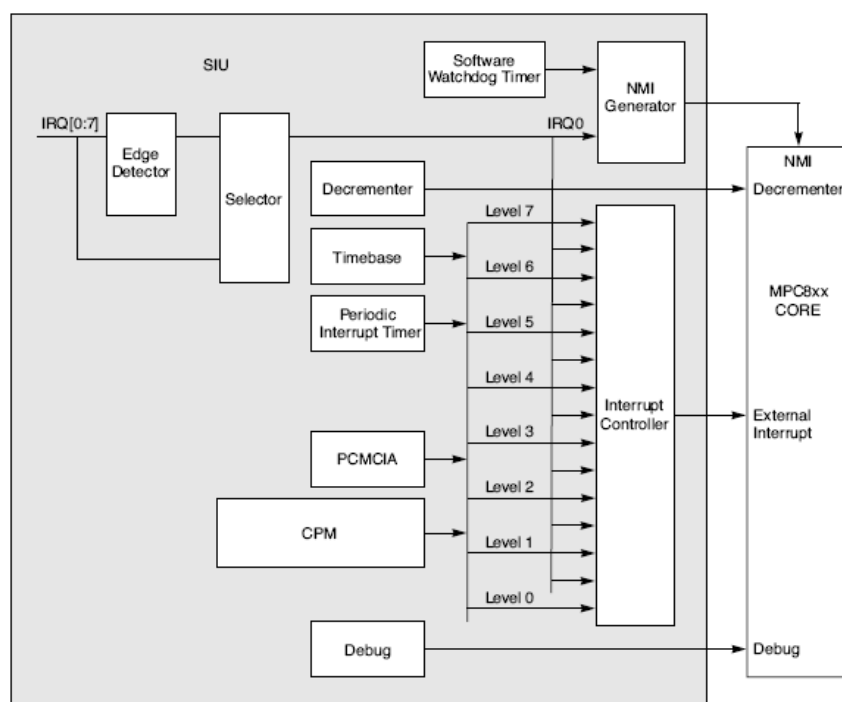 SIU
Software
Watchdog Timer
NMI
Generator
IRQ[0:7]
IRQ0
Edge
Detector
Selector
NMI
Decrementer
Decrementer
Level 7
Timebase
Level 6
Periodic
Interrupt Timer
Level 5
MPC8xx
CORE
Level 4
Interrupt
Controller
External
Interrupt
Level 3
PCMCIA
Level 2
CPM
Level 1
Level 0
Debug
Debug